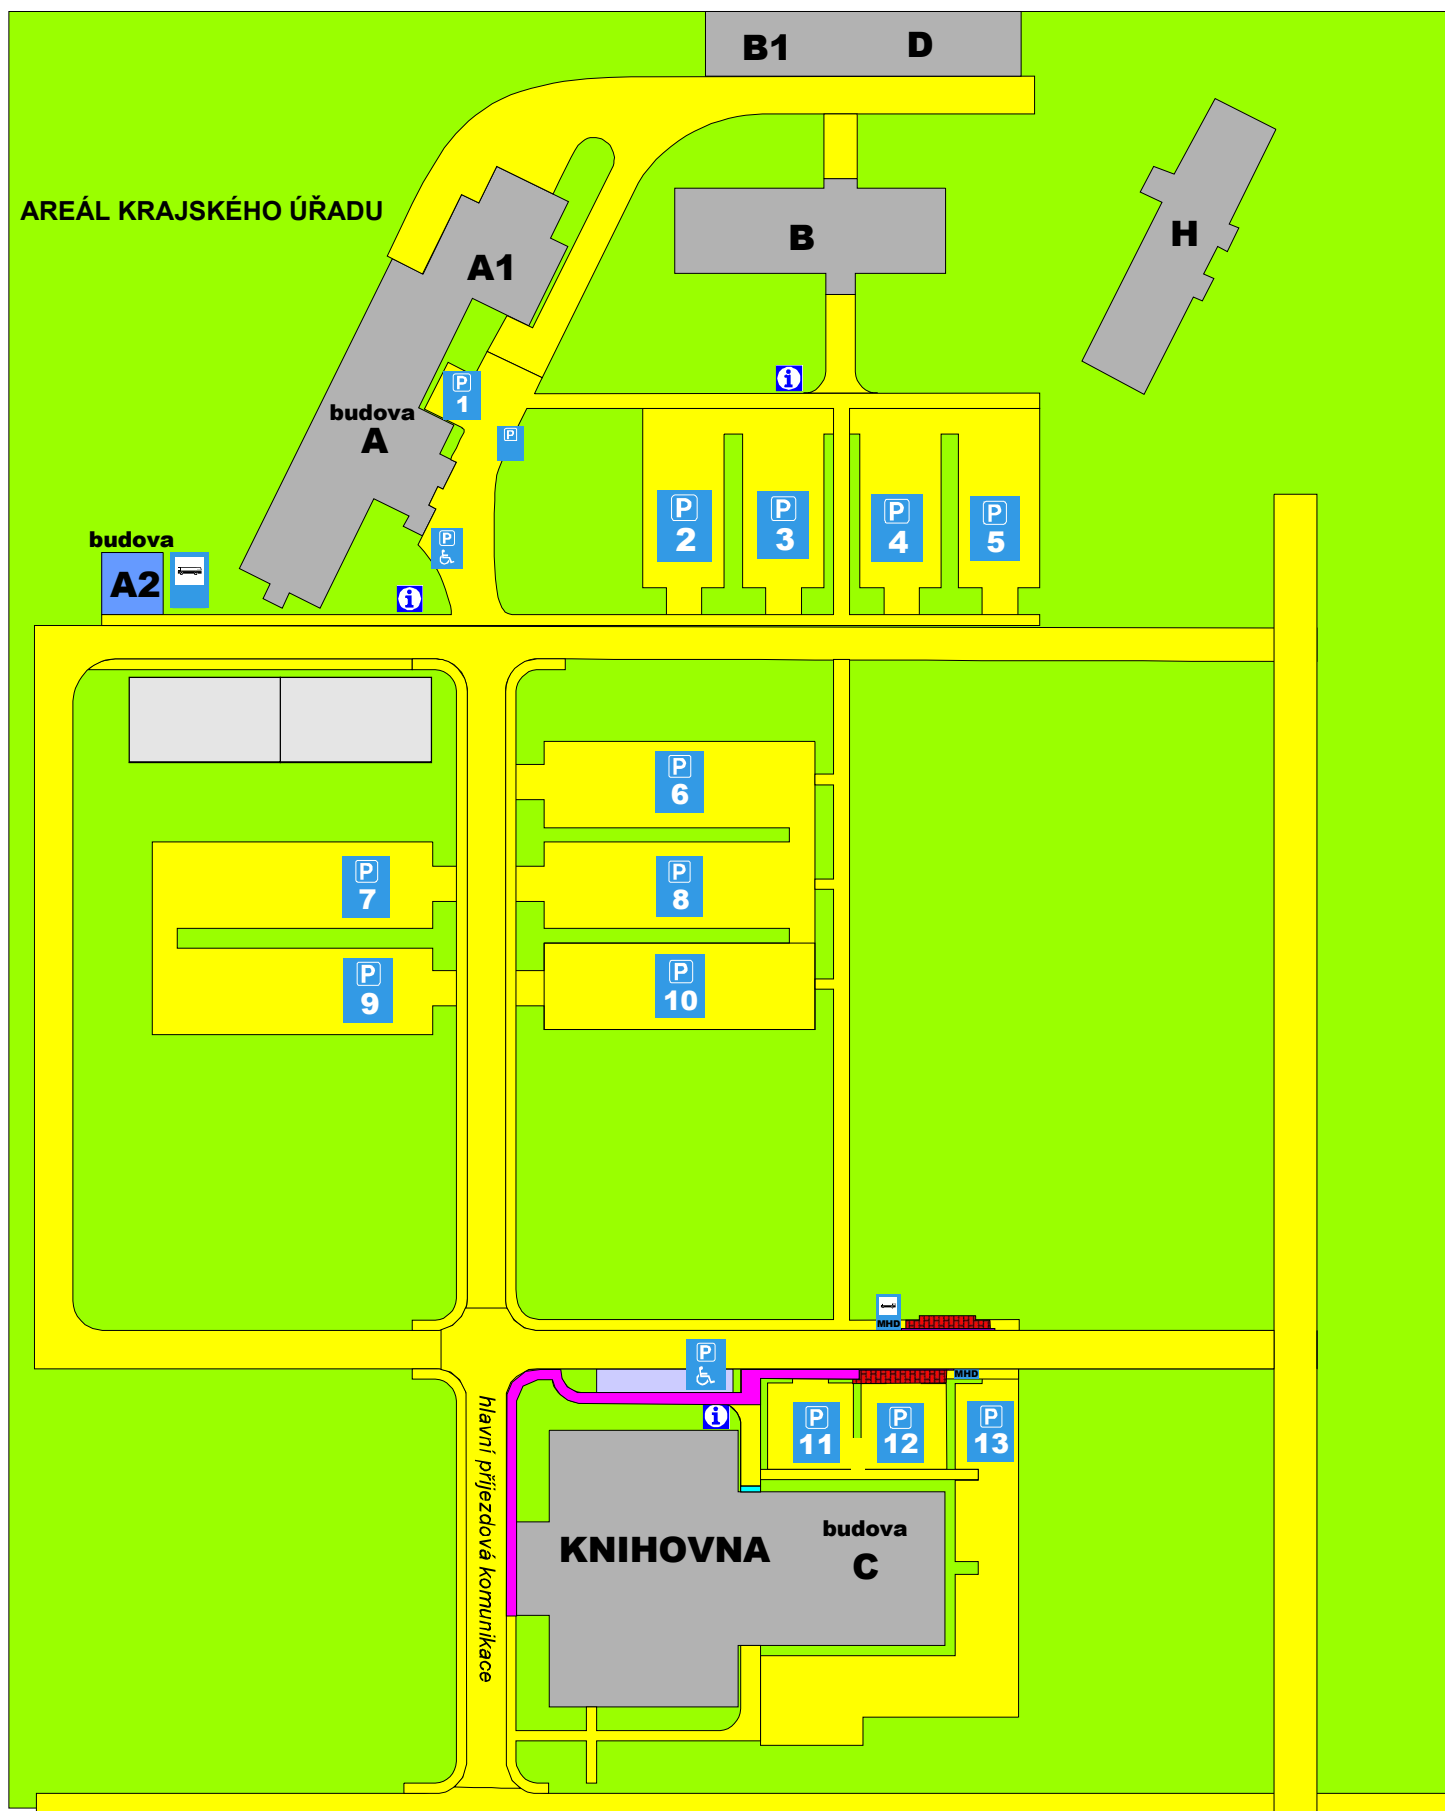 B1
D
AREÁL KRAJSKÉHO ÚŘADU
A1
B
H
P
1
budova
A
P
P
2
P
3
P
4
P
5
P
budova
A2
P
6
P
7
P
8
P
9
P
10
MHD
P
MHD
P
11
P
12
P
13
hlavní příjezdová komunikace
KNIHOVNA
budova
C